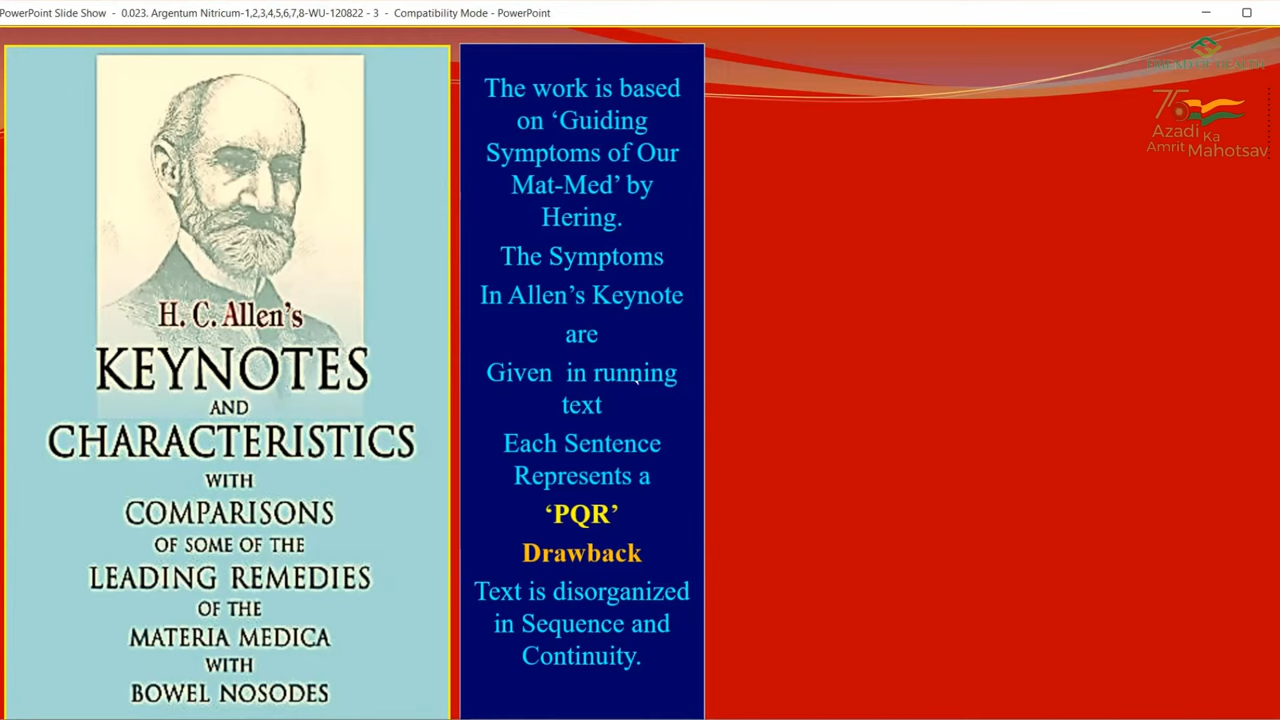 PowerPoint Slide Show - 0.023. Argentum Nitricum-1,2,3,4,5,6,7,8-WU-120822 - 3 - Compatibility Mode - PowerPoint
H. C. Allen's
KEYNOTES
AND
CHARACTERISTICS
WITH
COMPARISONS
OF SOME OF THE
LEADING REMEDIES
OF THE
MATERIA MEDICA
WITH
BOWEL NOSODES
The work is based
on ‘Guiding
Symptoms of Our
Mat-Med’ by
Hering.
The Symptoms
In Allen’s Keynote
are
Given in running
text
Each Sentence
Represents a
‘PQR’
Drawback
Text is disorganized
in Sequence and
Continuity.
75
Azadi Ka
Amrit Mahotsav